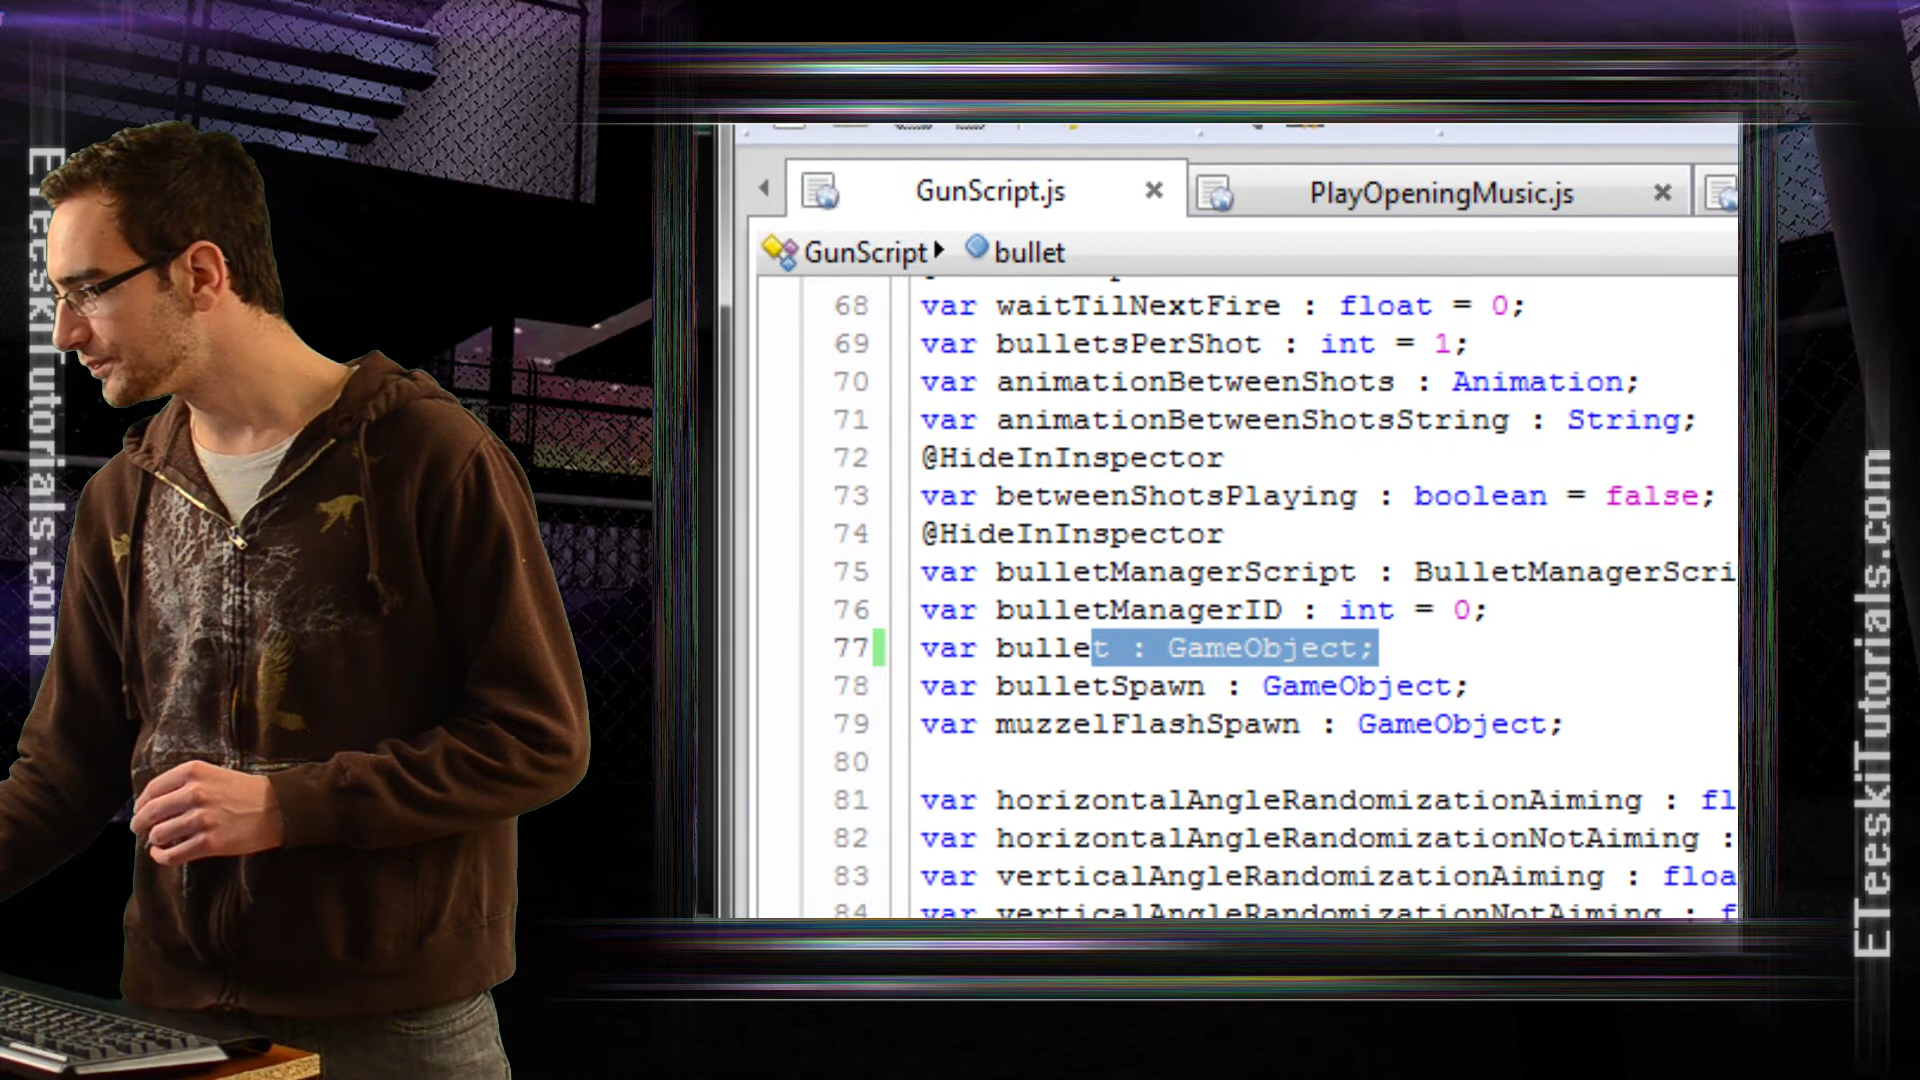 ETeeskiTutorials.com
GunScript.js
PlayOpeningMusic.js
GunScript
bullet
68 var waitTilNextFire : float = 0;
69 var bulletsPerShot : int = 1;
70 var animationBetweenShots : Animation;
71 var animationBetweenShotsString : String;
72 @HideInInspector
73 var betweenShotsPlaying : boolean = false;
74 @HideInInspector
75 var bulletManagerScript : BulletManagerScri
76 var bulletManagerID : int = 0;
77 var bullet : GameObject;
78 var bulletSpawn : GameObject;
79 var muzzelFlashSpawn : GameObject;
80
81 var horizontalAngleRandomizationAiming : fl
82 var horizontalAngleRandomizationNotAiming :
83 var verticalAngleRandomizationAiming : floa
84 var verticalAngleRandomizationNotAiming : f
ETeeskiTutorials.com